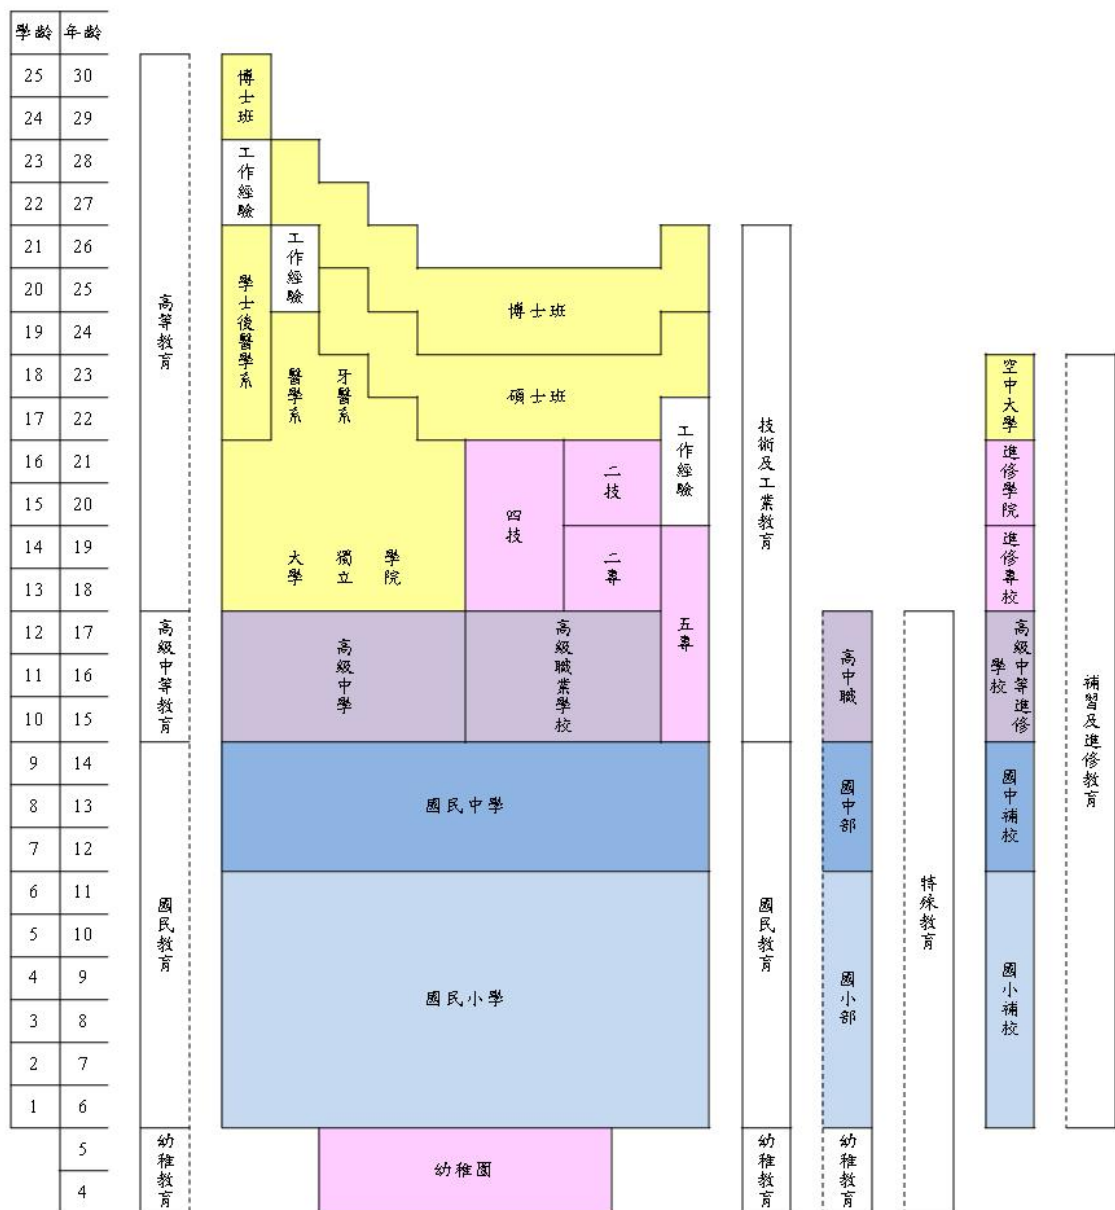 學齡 年齡
25 30
24 29
23 28
22 27
21 26
20 25
19 24
18 23
17 22
16 21
15 20
14 19
13 18
12 17
11 16
10 15
9 14
8 13
7 12
6 11
5 10
4 9
3 8
2 7
1 6
5
4
高等教育
高級中等教育
國民教育
幼稚教育
博士班
工作經驗
學士後醫學系
工作經驗
醫學系
牙醫系
大學
獨立
學院
博士班
碩士班
四技
二技
二專
工作經驗
五專
高級中學
高級職業學校
國民中學
國民小學
幼稚園
技術及工業教育
國民教育
幼稚教育
高中職
國中部
國小部
幼稚教育
特殊教育
空中大學
進修學院
進修專校
高級中等進修學校
國中補校
國小補校
補習及進修教育